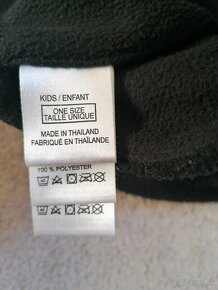 KIDS / ENFANT
ONE SIZE
TAILLE UNIQUE
MADE IN THAILAND
FABRIQUÉ EN THAÏLANDE
100 % POLYESTER